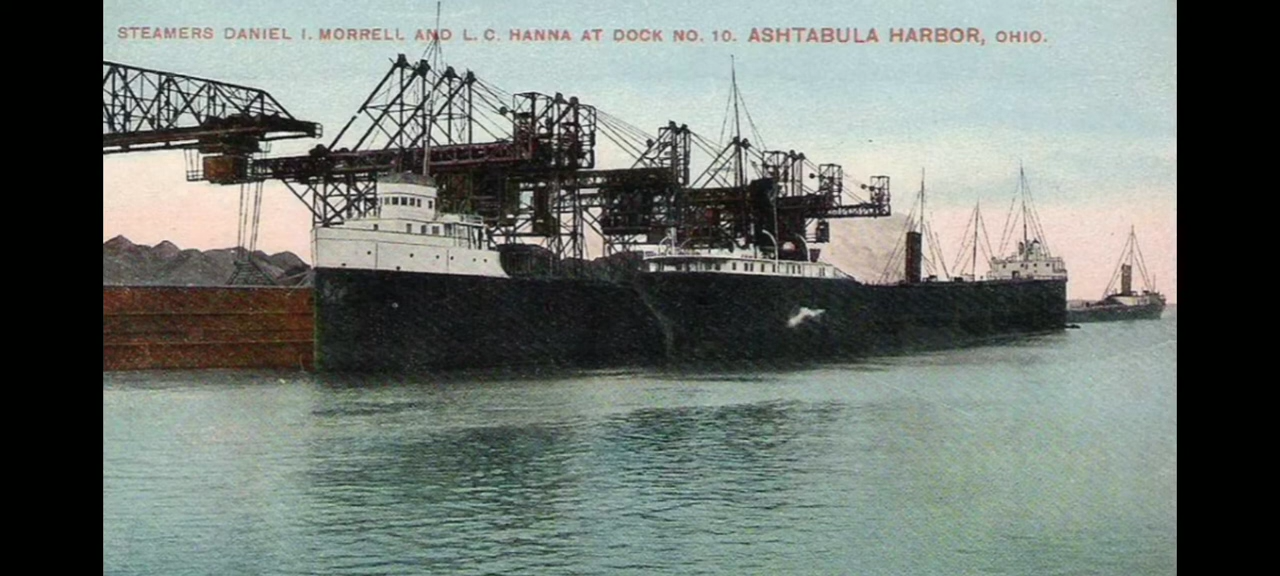 STEAMERS DANIEL I. MORRELL AND L. C. HANNA AT DOCK NO. 10. ASHTABULA HARBOR, OHIO.